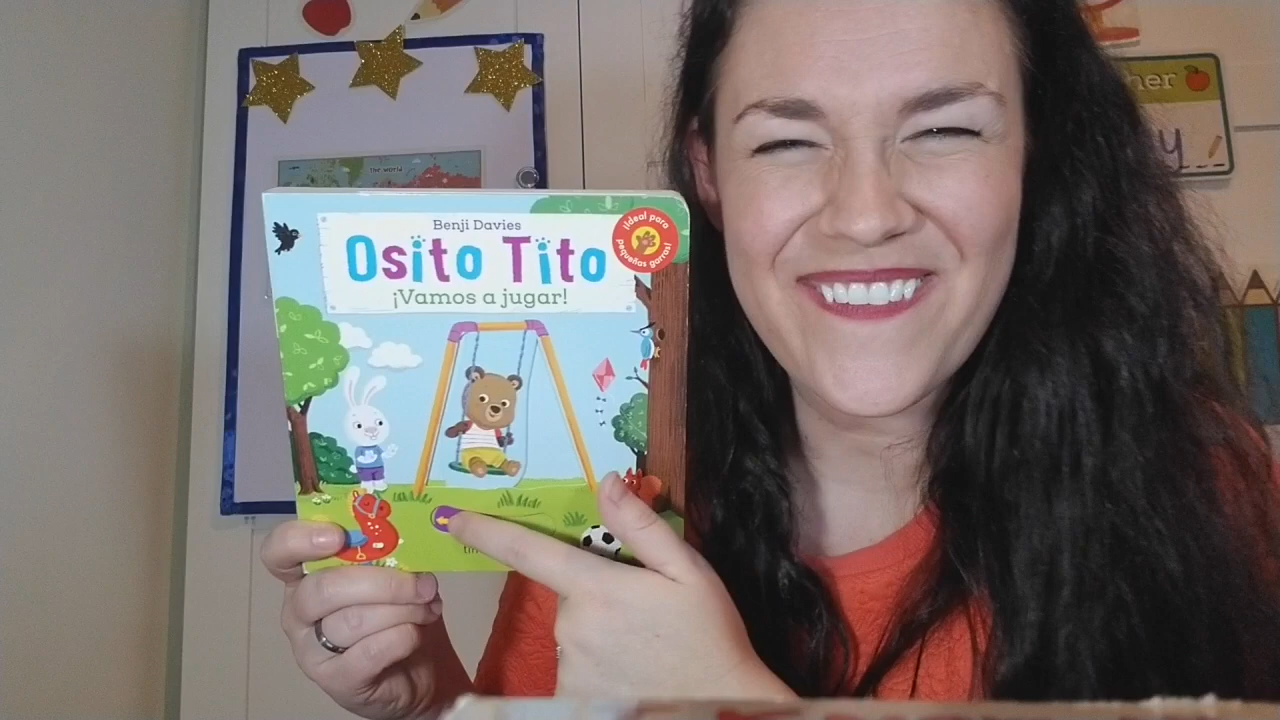 THE WORLD
Benji Davies
Osito Tito
¡Vamos a jugar!
¡Ideal para
pequeñas garras!
her
y